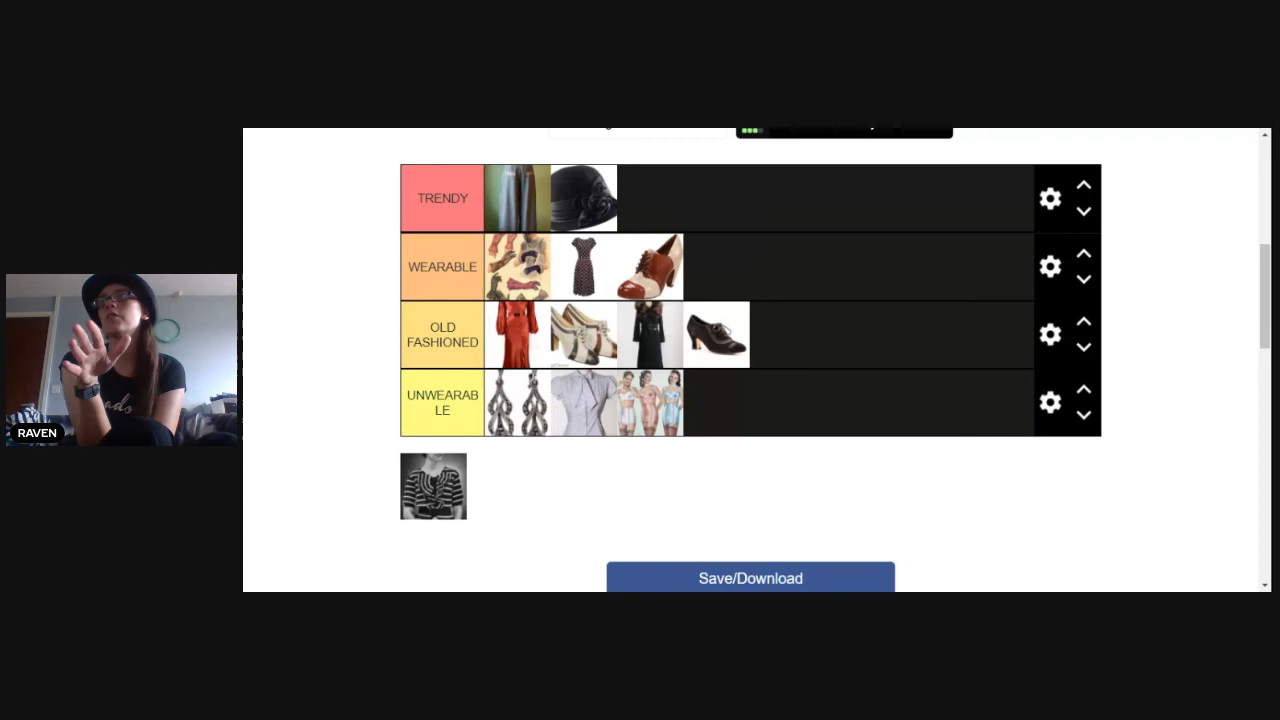 TRENDY
WEARABLE
OLD
FASHIONED
UNWEARAB
LE
RAVEN
Save/Download